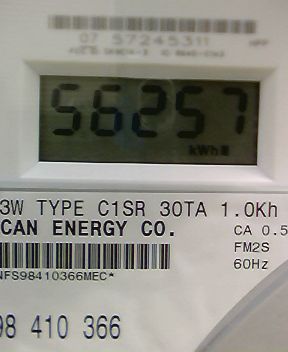 07 57245311
56257
kWh
3W TYPE C1SR 30TA 1.0Kh
CAN ENERGY CO.
CA 0.5
FM2S
60Hz
NFS98410366MEC*
98 410 366